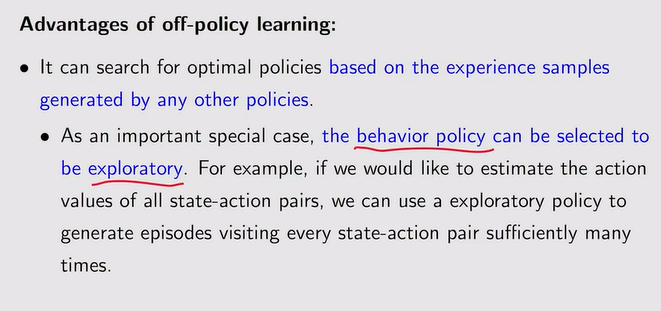 Advantages of off-policy learning:
• It can search for optimal policies based on the experience samples
generated by any other policies.
• As an important special case, the behavior policy can be selected to
be exploratory. For example, if we would like to estimate the action
values of all state-action pairs, we can use a exploratory policy to
generate episodes visiting every state-action pair sufficiently many
times.